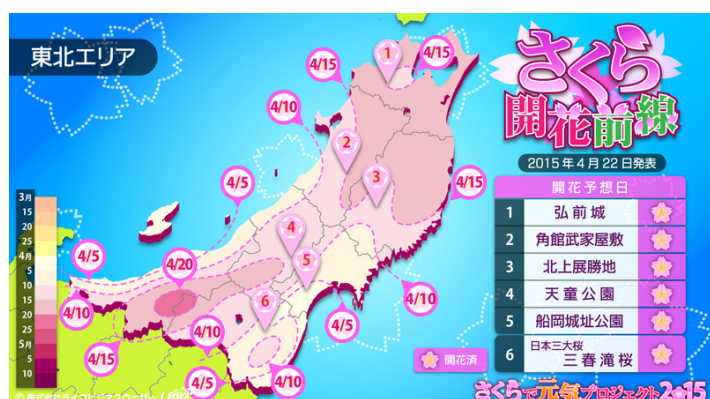 東北エリア
さくら
開花前線
2015年4月22日発表
開花予想日
1 弘前城
2 角館武家屋敷
3 北上展勝地
4 天童公園
5 船岡城址公園
6 日本三大桜
三春滝桜
開花済
さくらで元気プロジェクト2015
4/15
4/15
4/10
4/5
4/15
4/5
4/20
4/10
4/10
4/15
4/10
4/5
4/5
4/10
1
2
3
4
5
6
3月
15
20
25
4月
5
10
15
20
25
5月
5
10